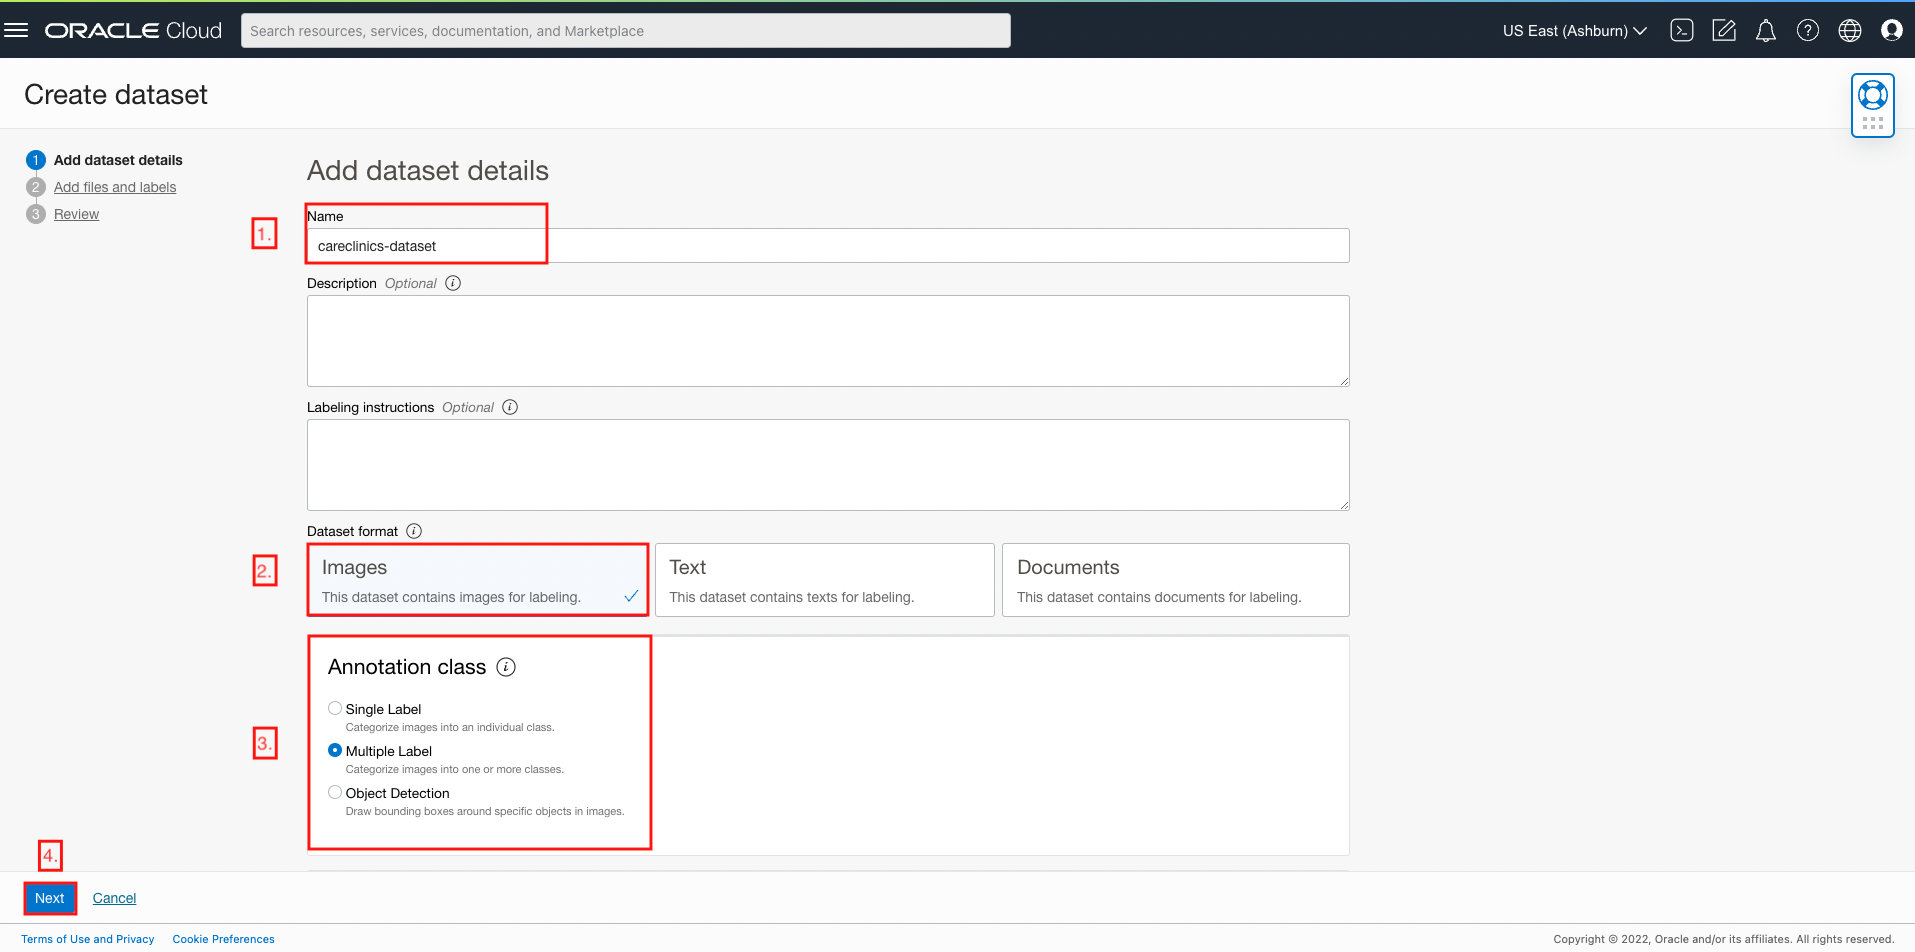 ORACLE Cloud
Search resources, services, documentation, and Marketplace
US East (Ashburn)
Create dataset
1 Add dataset details
2 Add files and labels
3 Review
Add dataset details
1.
Name
careclinics-dataset
Description Optional
Labeling instructions Optional
Dataset format
2.
Images
This dataset contains images for labeling.
Text
This dataset contains texts for labeling.
Documents
This dataset contains documents for labeling.
Annotation class
3.
Single Label
Categorize images into an individual class.
Multiple Label
Categorize images into one or more classes.
Object Detection
Draw bounding boxes around specific objects in images.
4.
Next Cancel
Terms of Use and Privacy Cookie Preferences
Copyright © 2022, Oracle and/or its affiliates. All rights reserved.